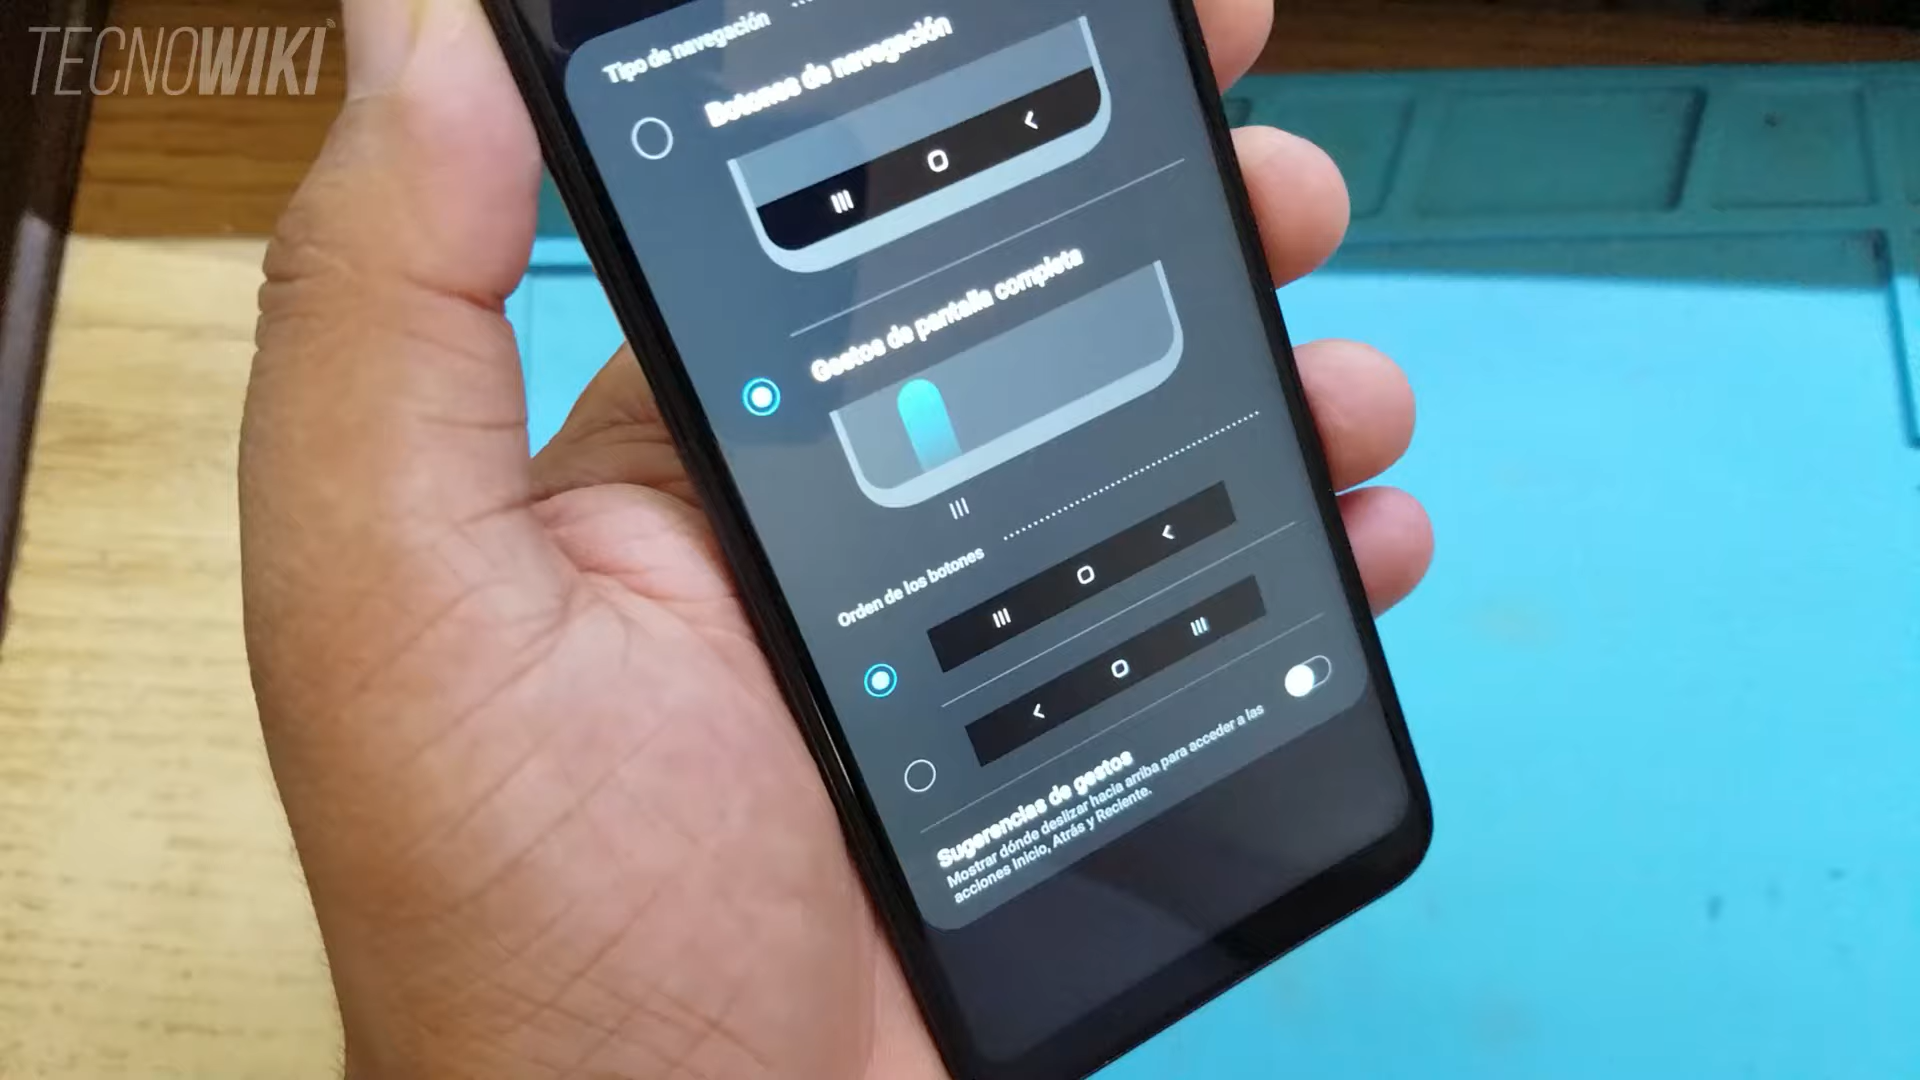 TECNOWIKI
Tipo de navegación
Botones de navegación
Gestos de pantalla completa
Orden de los botones
Sugerencias de gestos
Mostrar dónde deslizar hacia arriba para acceder a las
acciones Inicio, Atrás y Reciente.